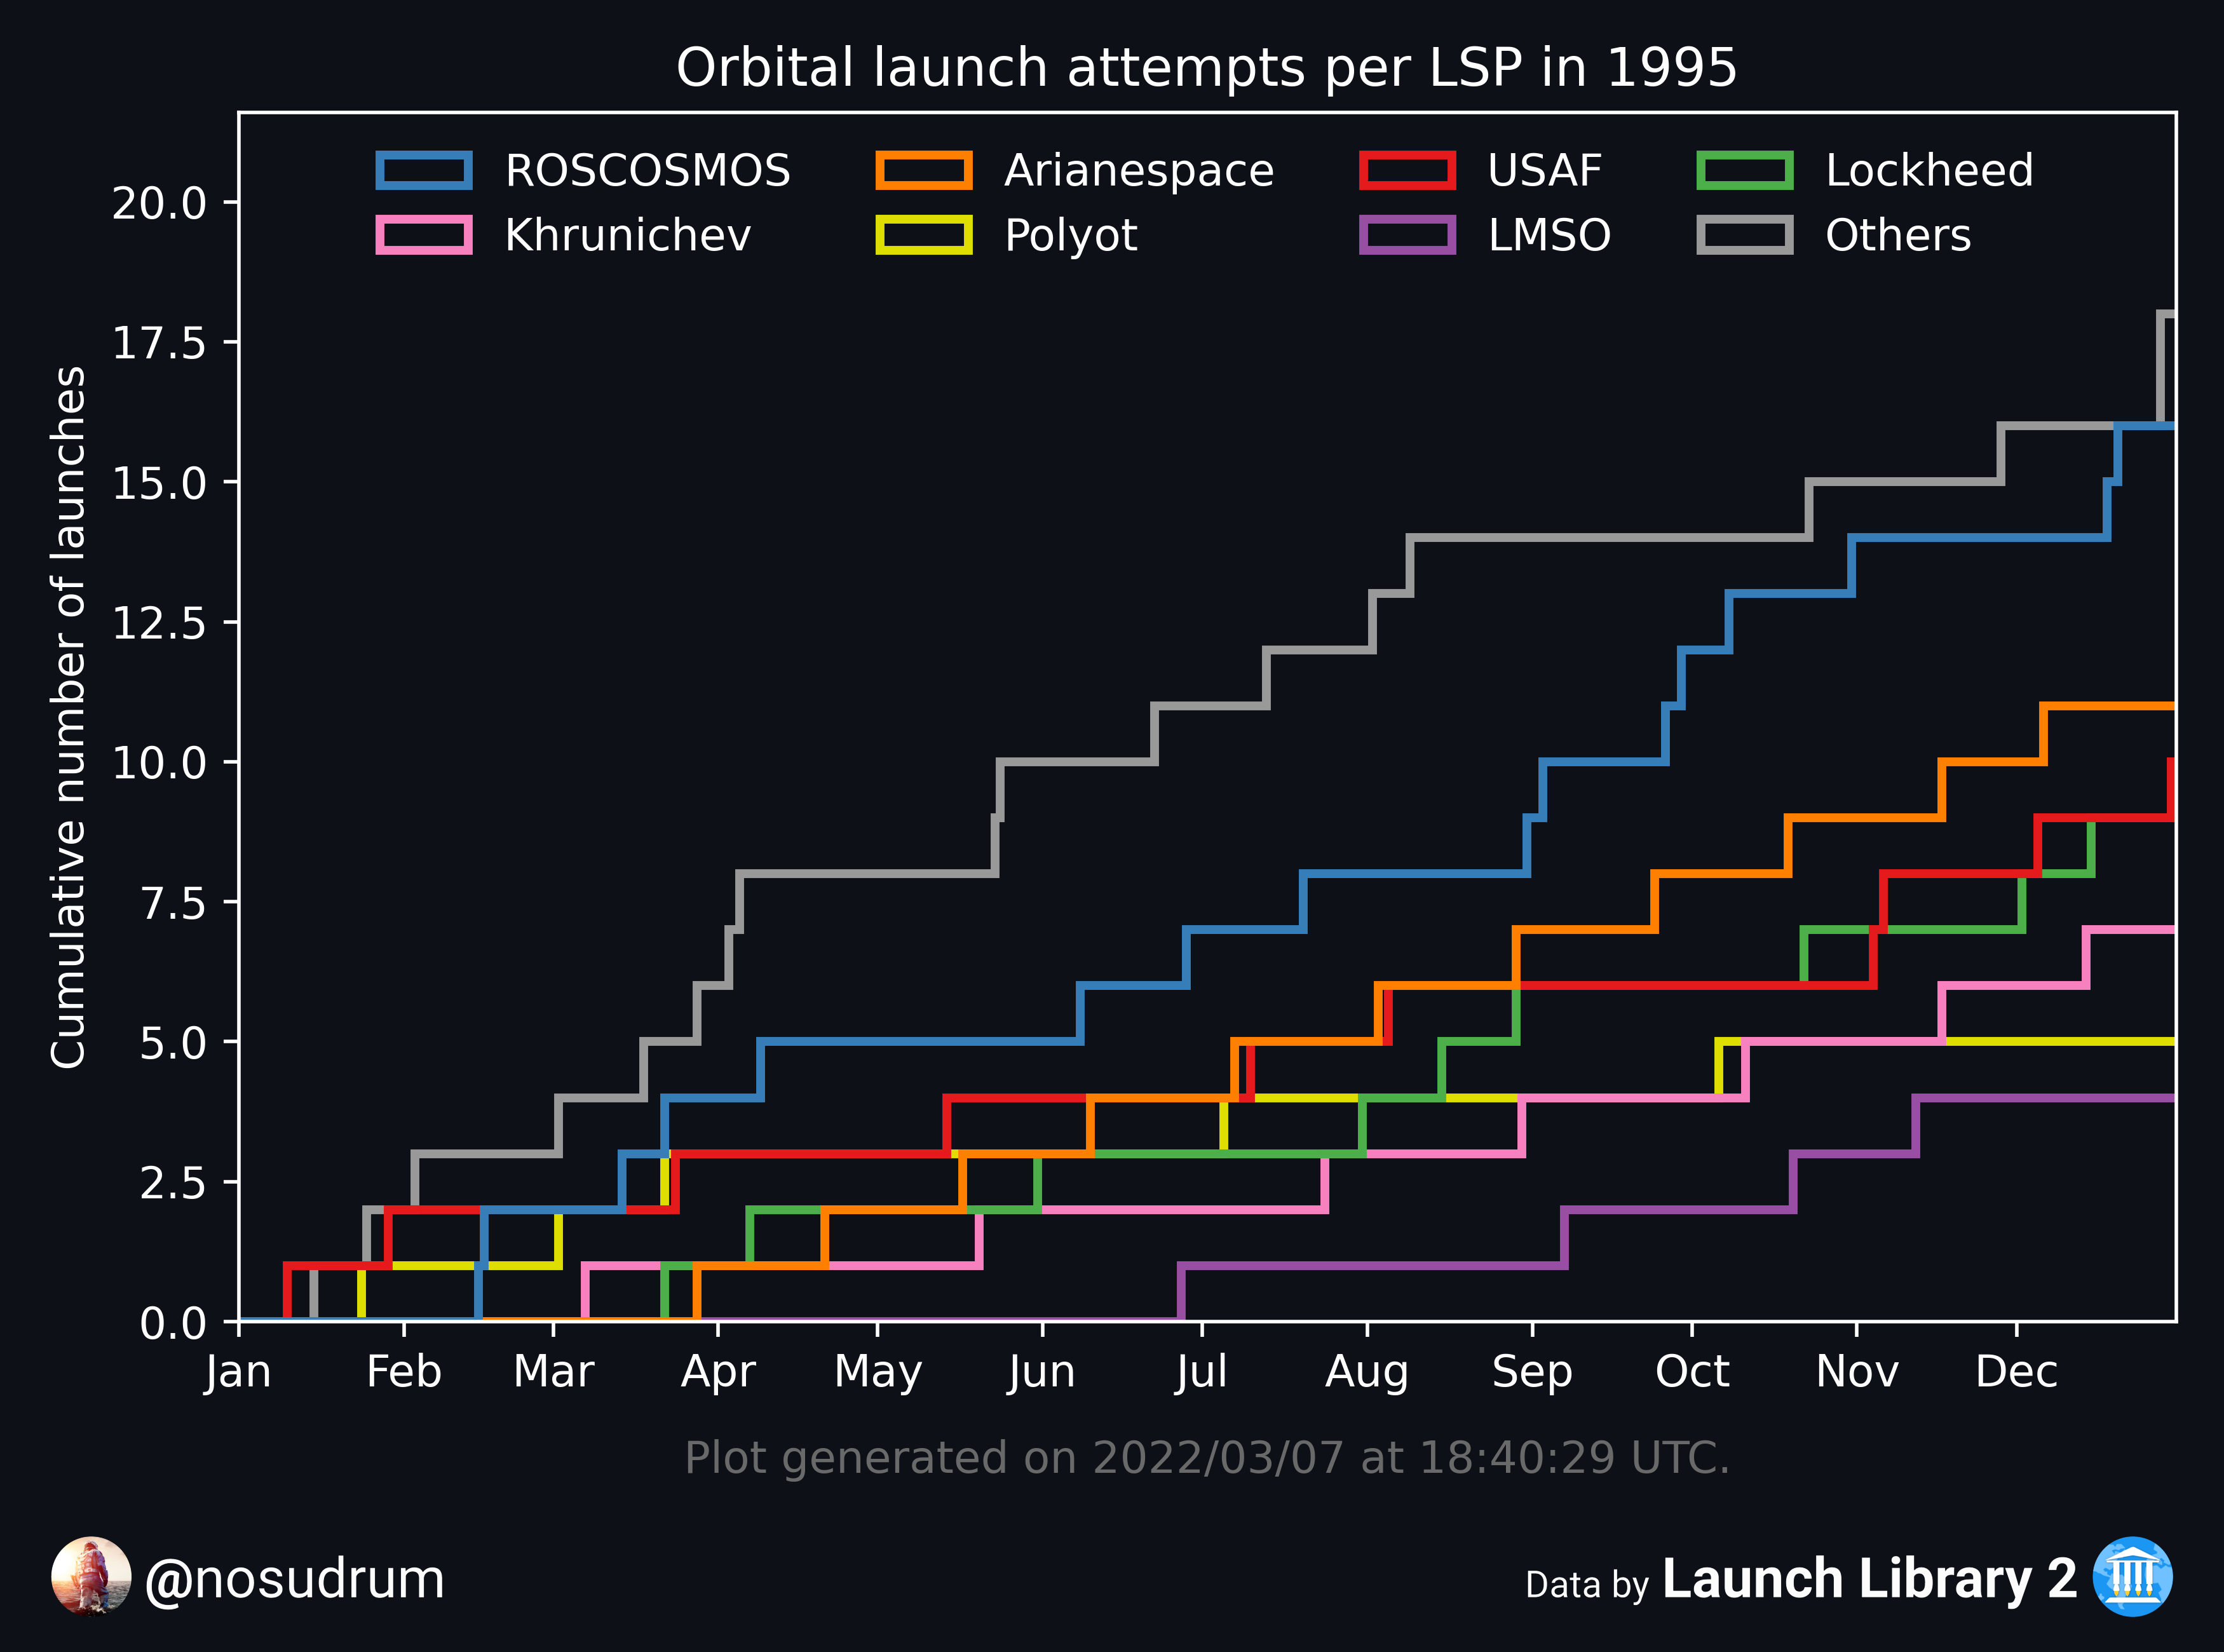 Orbital launch attempts per LSP in 1995
ROSCOSMOS Arianespace USAF Lockheed
Khrunichev Polyot LMSO Others
Cumulative number of launches
20.0
17.5
15.0
12.5
10.0
7.5
5.0
2.5
0.0
Jan Feb Mar Apr May Jun Jul Aug Sep Oct Nov Dec
Plot generated on 2022/03/07 at 18:40:29 UTC.
@nosudrum
Data by Launch Library 2